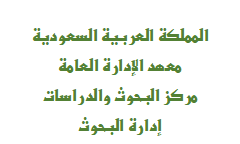 المملكة العربية السعودية
معهد الإدارة العامة
مركز البحوث والدراسات
إدارة البحوث